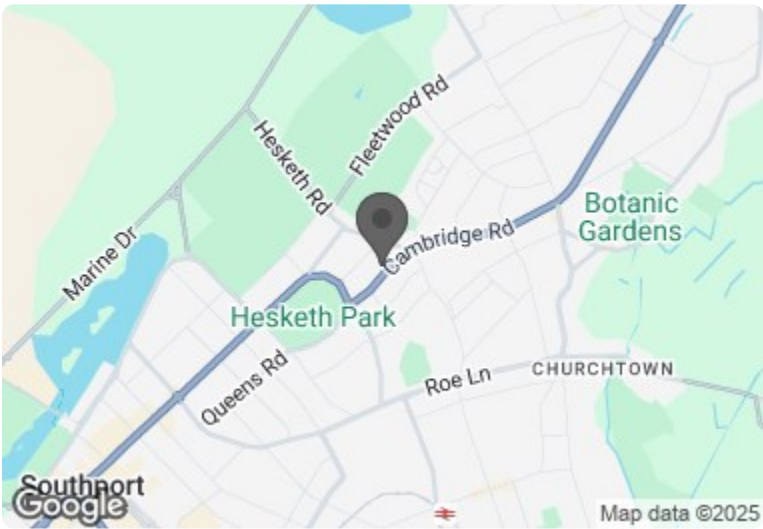 Fleetwood Rd
Hesketh Rd
Marine Dr
Cambridge Rd
Botanic
Gardens
Hesketh Park
Queens Rd
Roe Ln
CHURCHTOWN
Southport
Google
Map data ©2025